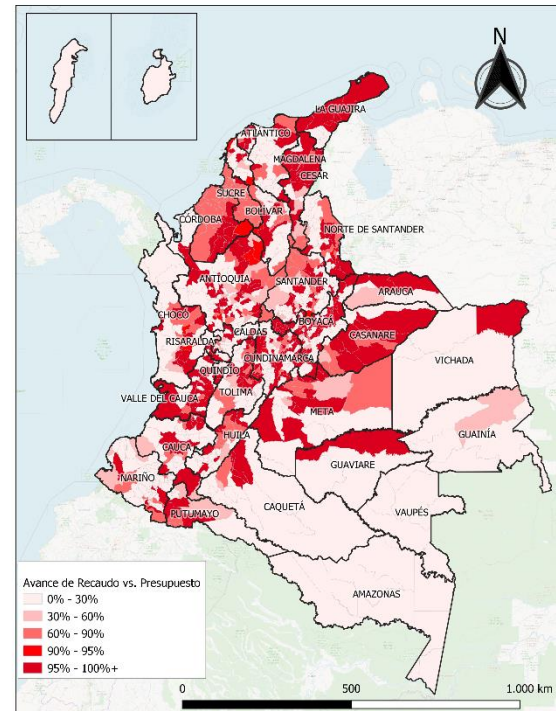 N
LA GUAJIRA
ATLÁNTICO
MAGDALENA
CESAR
SUCRE
BOLÍVAR
CÓRDOBA
NORTE DE SANTANDER
ANTIOQUIA
SANTANDER
ARAUCA
CHOCÓ
BOYACÁ
CALDAS
CASANARE
RISARALDA
CUNDINAMARCA
VICHADA
QUINDÍO
VALLE DEL CAUCA
TOLIMA
META
GUAINÍA
HUILA
CAUCA
GUAVIARE
NARIÑO
CAQUETÁ
VAUPÉS
PUTUMAYO
AMAZONAS
Avance de Recaudo vs. Presupuesto
0% - 30%
30% - 60%
60% - 90%
90% - 95%
95% - 100%+
0 500 1.000 km